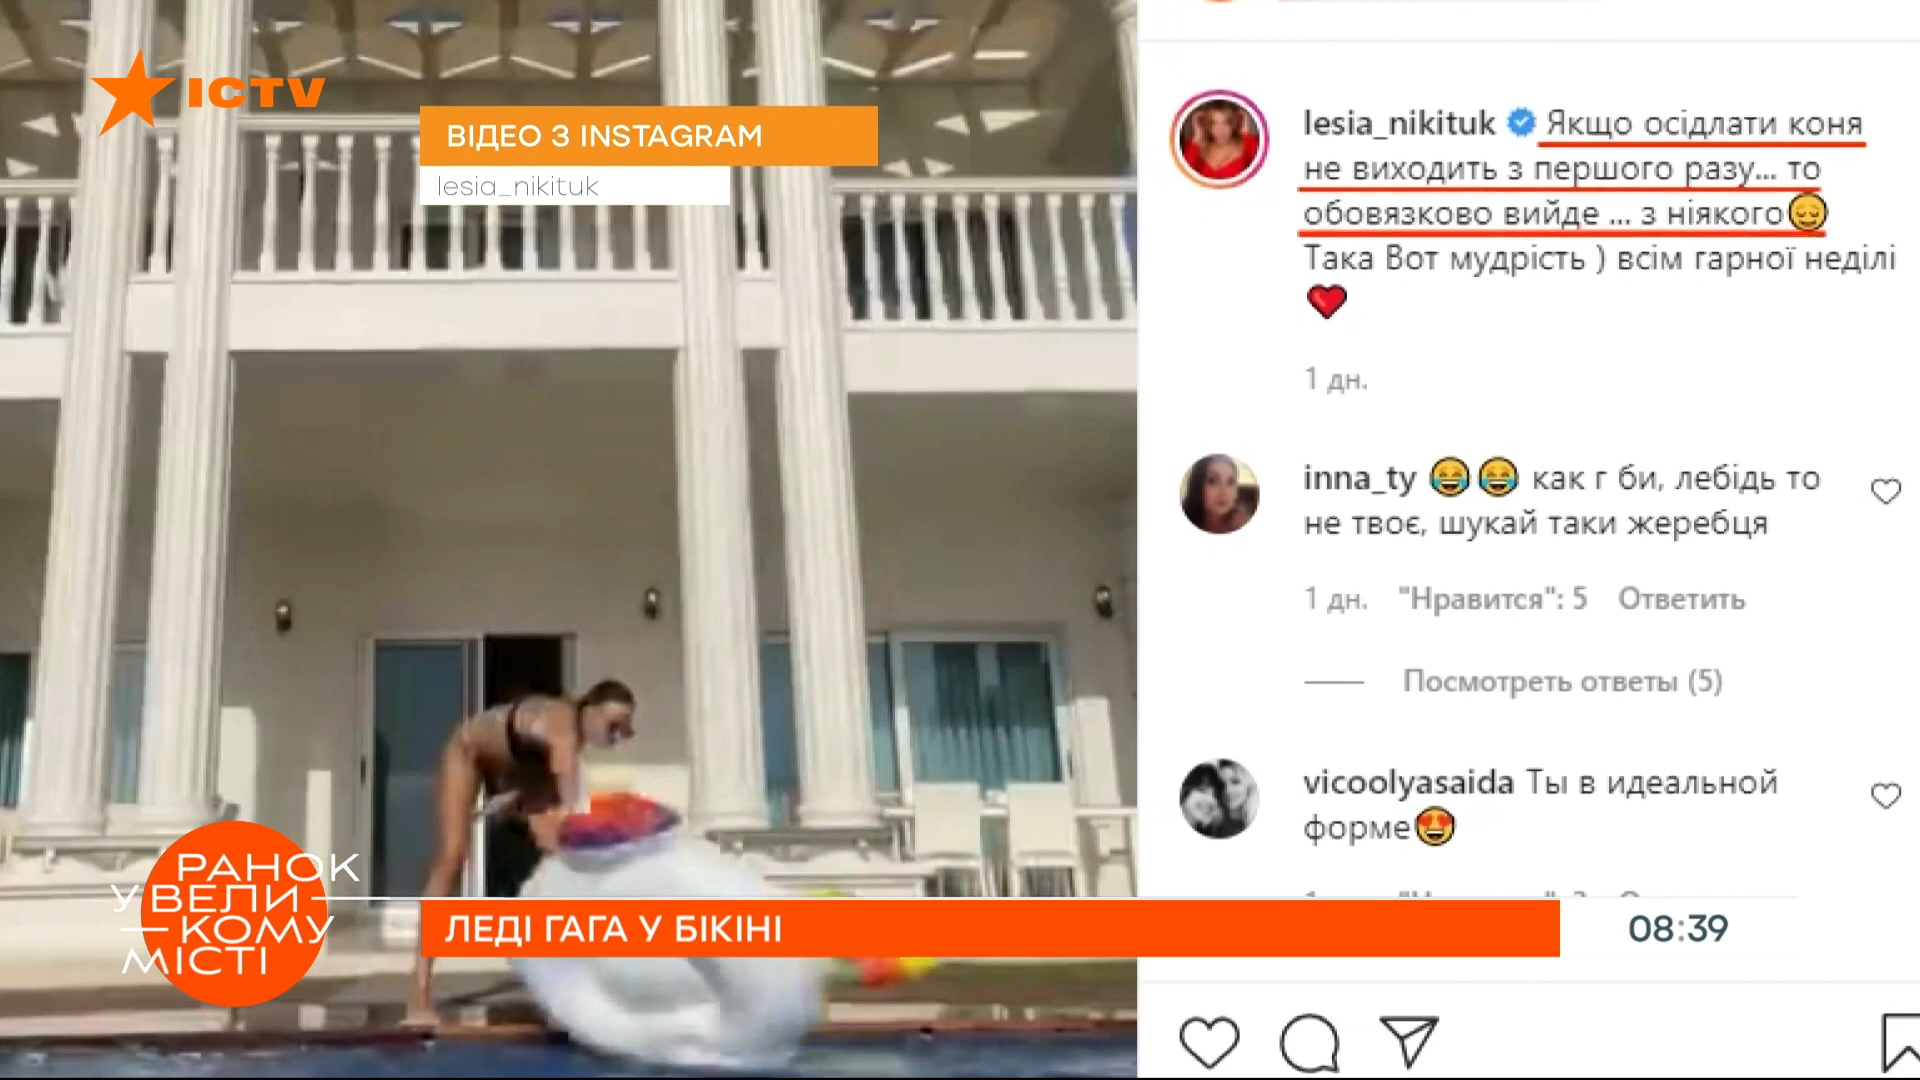 ICTV
ВІДЕО З INSTAGRAM
lesia_nikituk
lesia_nikituk Якщо осідлати коня
не виходить з першого разу... то
обовязково вийде ... з ніякого😔
Така Вот мудрість ) всім гарної неділі
❤️
1 дн.
inna_ty 😂😂 как г би, лебідь то
не твоє, шукай таки жеребця
1 дн. "Нравится": 5 Ответить
Посмотреть ответы (5)
vicoolyasaida Ты в идеальной
форме😍
РАНОК
У ВЕЛИ-
-КОМУ
МІСТІ
ЛЕДІ ГАГА У БІКІНІ
08:39